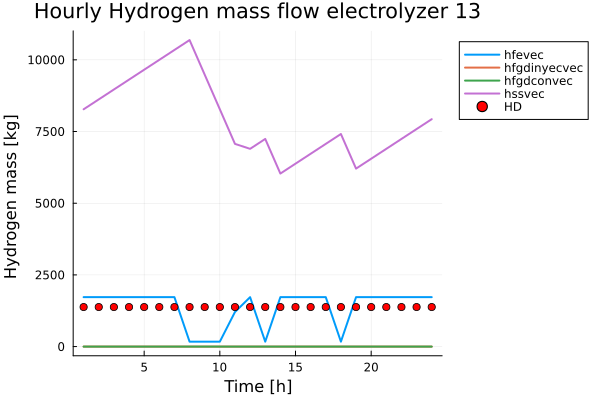 Hourly Hydrogen mass flow electrolyzer 13
Hydrogen mass [kg]
10000
7500
5000
2500
0
5
10
15
20
Time [h]
hfevec
hfgdinyecvec
hfgdconvec
hssvec
HD